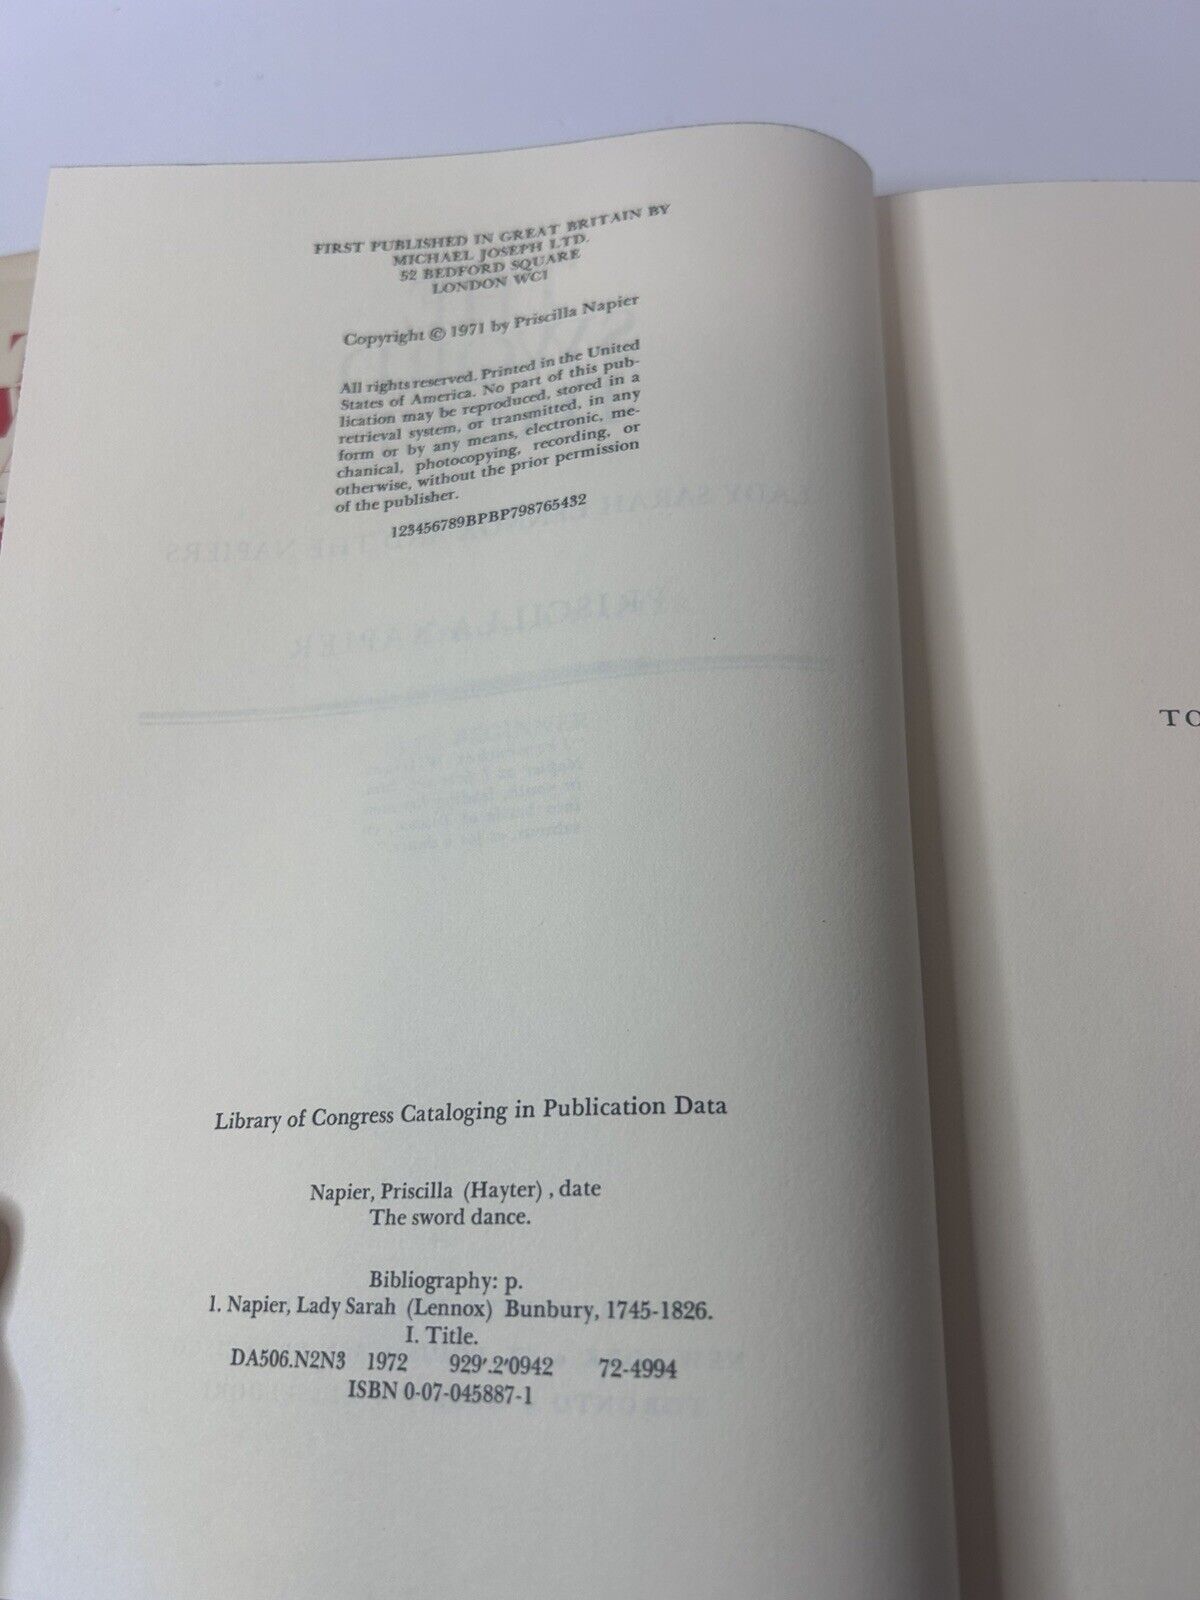 FIRST PUBLISHED IN GREAT BRITAIN BY
MICHAEL JOSEPH LTD.
52 BEDFORD SQUARE
LONDON WC1
Copyright © 1971 by Priscilla Napier
All rights reserved. Printed in the United
States of America. No part of this pub-
lication may be reproduced, stored in a
retrieval system, or transmitted, in any
form or by any means, electronic, me-
chanical, photocopying, recording, or
otherwise, without the prior permission
of the publisher.
123456789BPBP798765432
Library of Congress Cataloging in Publication Data
Napier, Priscilla (Hayter) , date
The sword dance.
Bibliography: p.
1. Napier, Lady Sarah (Lennox) Bunbury, 1745-1826.
I. Title.
DA506.N2N3 1972 929'.2'0942 72-4994
ISBN 0-07-045887-1
TO